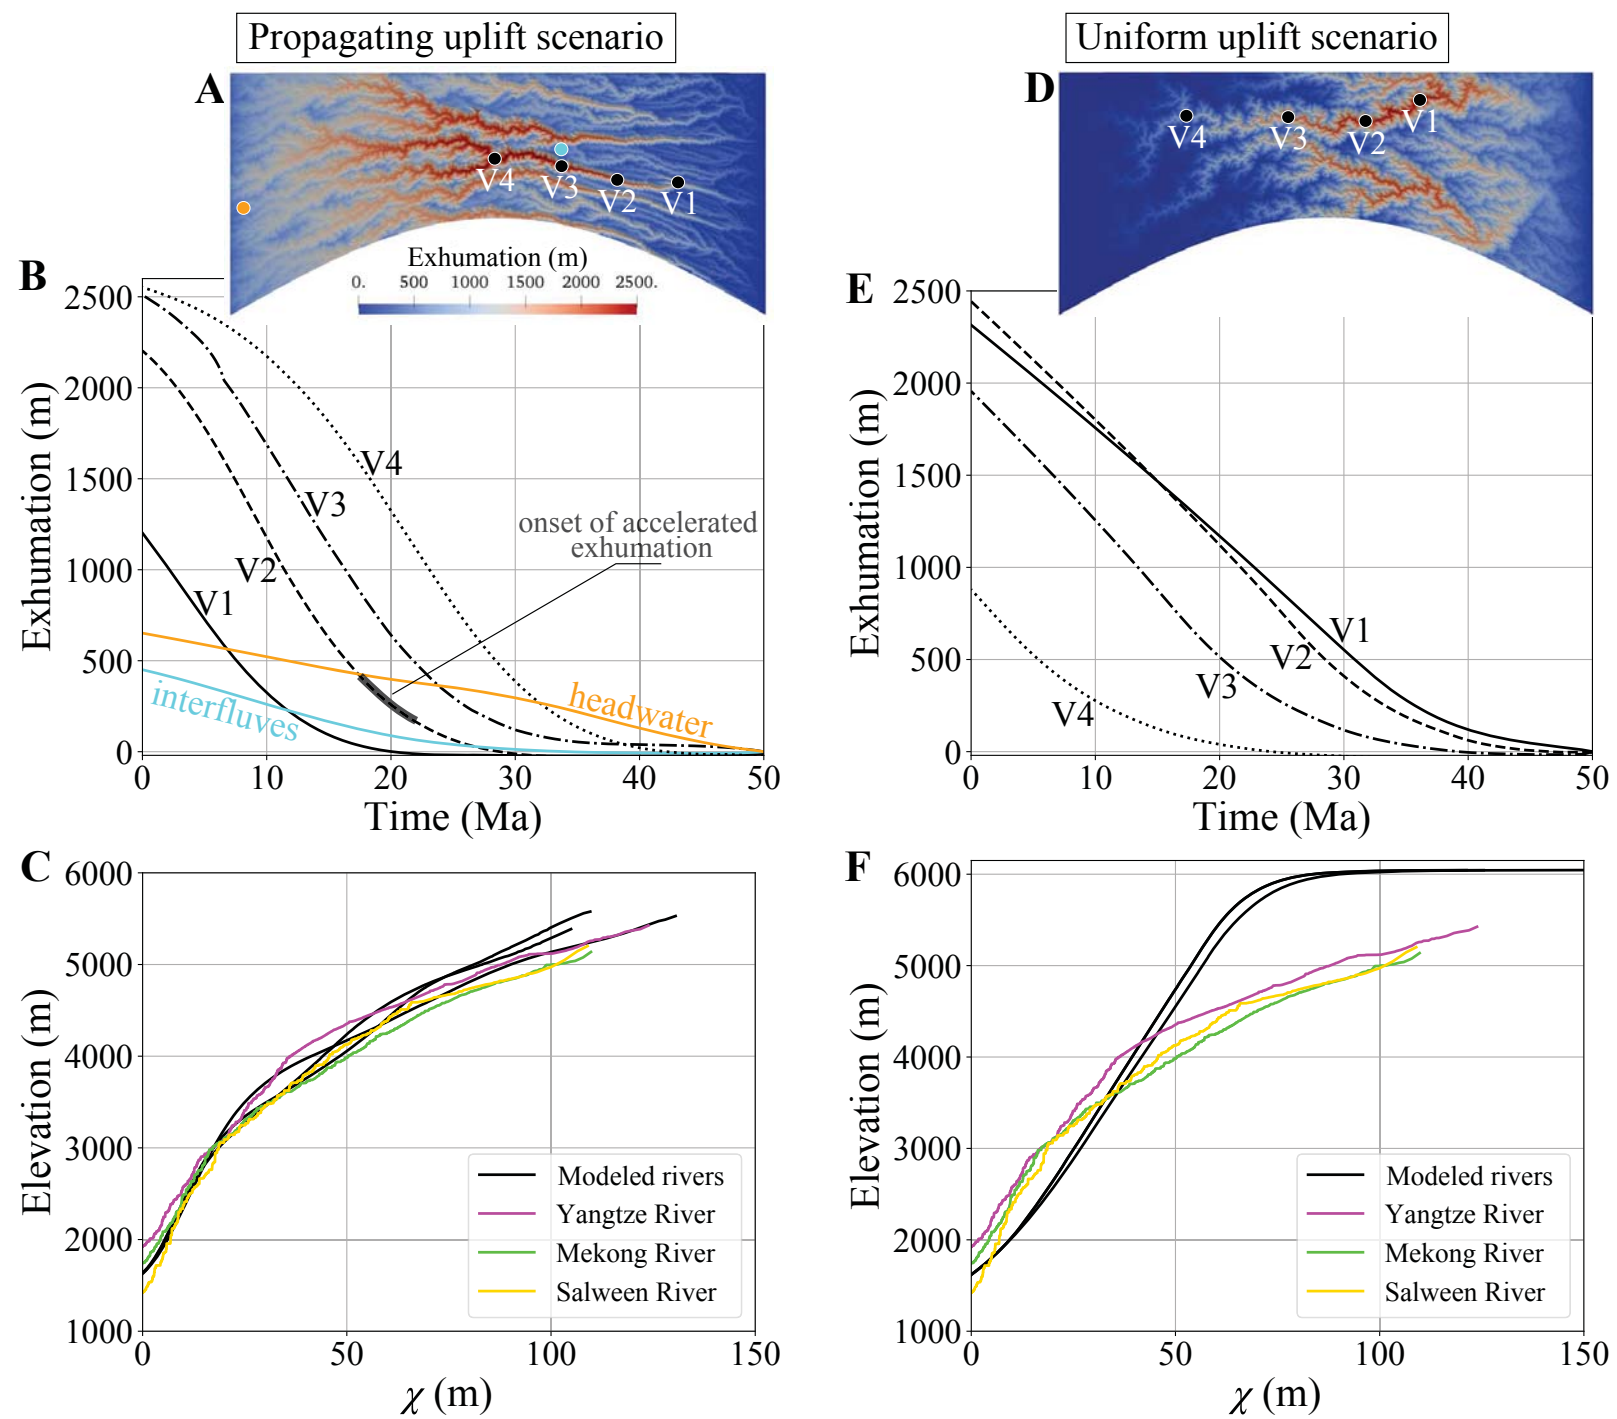 Propagating uplift scenario
Uniform uplift scenario
A
V4
V3
V2
V1
Exhumation (m)
0. 500 1000 1500 2000 2500.
D
V4
V3
V2
V1
B
2500
2000
1500
1000
500
0
Exhumation (m)
V4
V3
V2
V1
onset of accelerated
exhumation
interfluves
headwater
0 10 20 30 40 50
Time (Ma)
E
2500
2000
1500
1000
500
0
Exhumation (m)
V1
V2
V3
V4
0 10 20 30 40 50
Time (Ma)
C
6000
5000
4000
3000
2000
1000
Elevation (m)
Modeled rivers
Yangtze River
Mekong River
Salween River
0 50 100 150
χ (m)
F
6000
5000
4000
3000
2000
1000
Elevation (m)
Modeled rivers
Yangtze River
Mekong River
Salween River
0 50 100 150
χ (m)